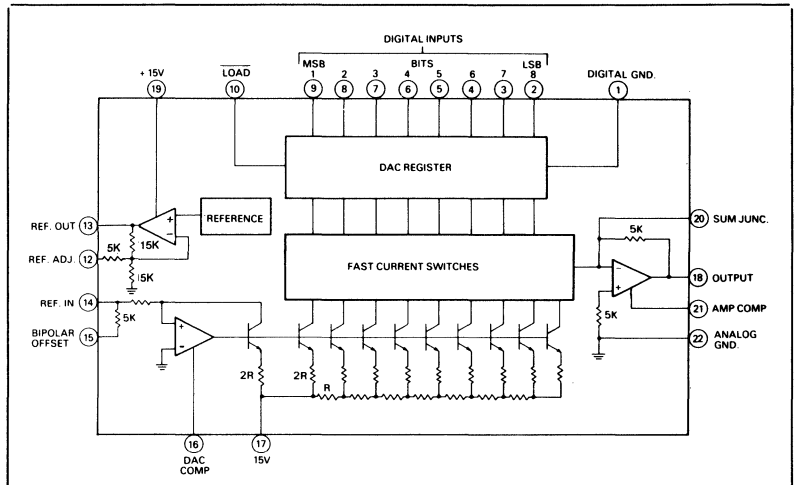 DIGITAL INPUTS
+ 15V
LOAD
MSB
BITS
LSB
DIGITAL GND.
1 2 3 4 5 6 7 8
19
10
9 8 7 6 5 4 3 2
1
DAC REGISTER
REFERENCE
REF. OUT 13
+
−
15K
5K
REF. ADJ. 12
15K
FAST CURRENT SWITCHES
20 SUM JUNC.
5K
−
+
18 OUTPUT
5K
21 AMP COMP
22 ANALOG GND.
REF. IN 14
5K
BIPOLAR OFFSET 15
+
−
2R
2R
R
16
DAC COMP
17
15V